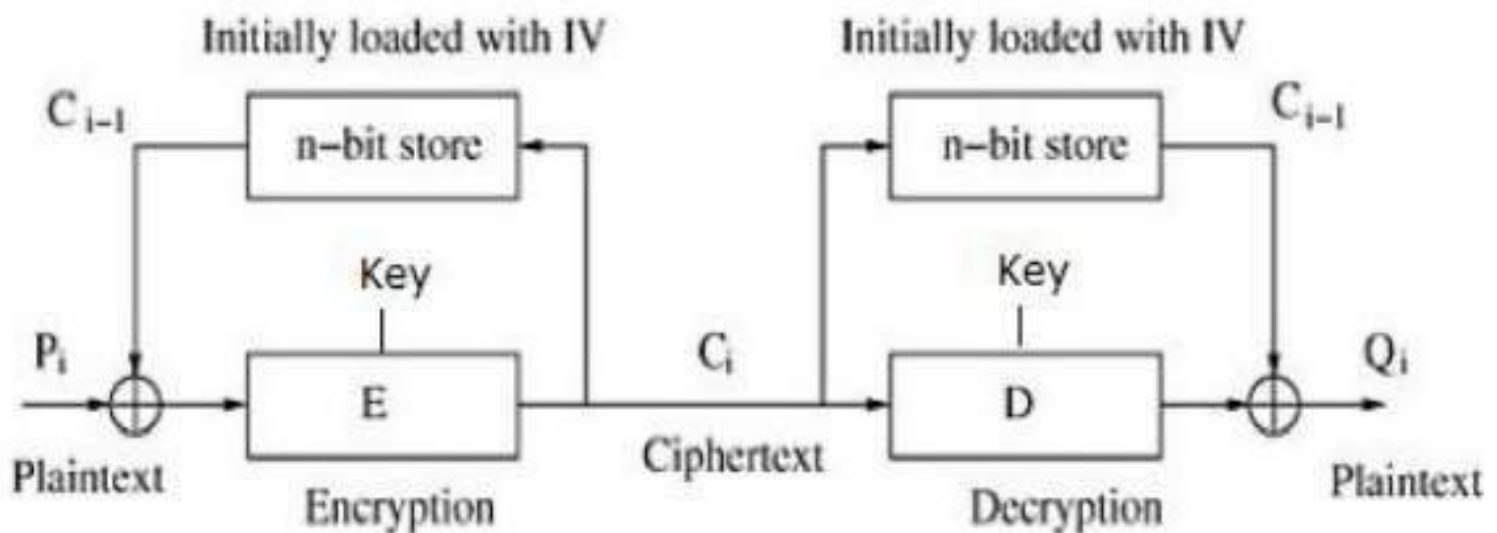 Initially loaded with IV
Initially loaded with IV
C i-1
n-bit store
n-bit store
C i-1
Key
Key
P i
E
C i
D
Q i
Plaintext
Encryption
Ciphertext
Decryption
Plaintext